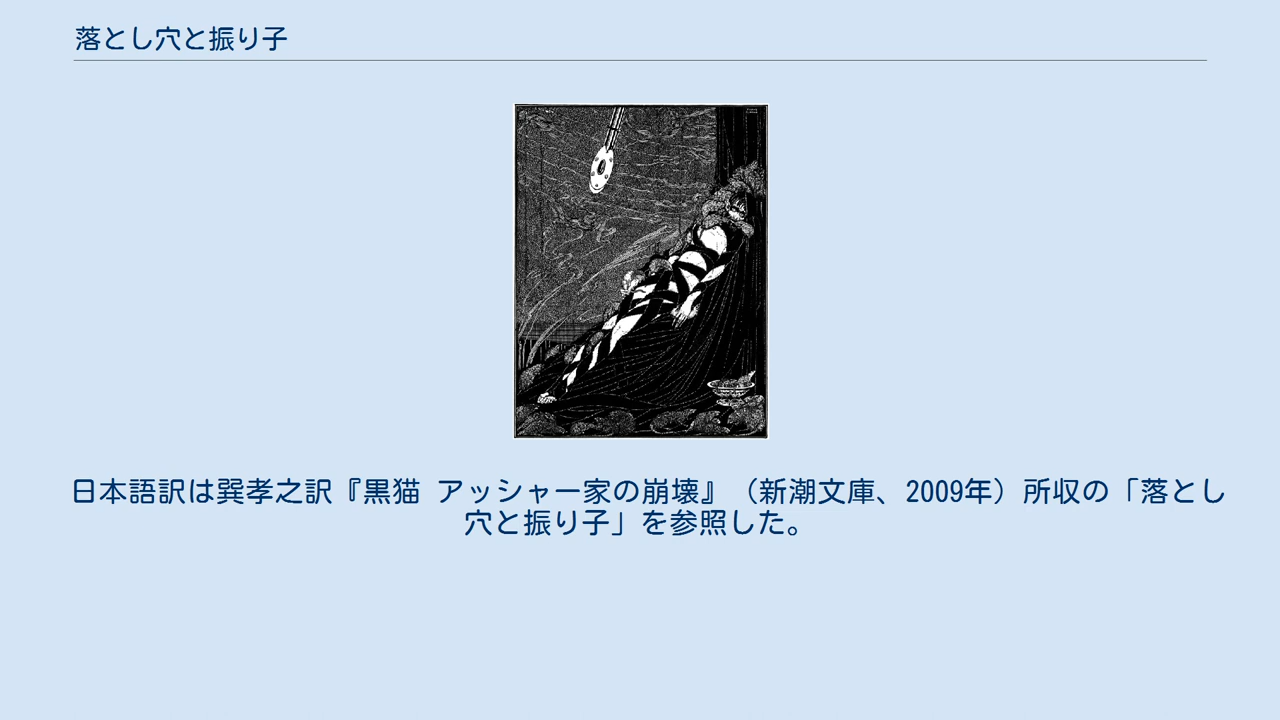 落とし穴と振り子
日本語訳は巽孝之訳『黒猫 アッシャー家の崩壊』（新潮文庫、2009年）所収の「落とし
穴と振り子」を参照した。